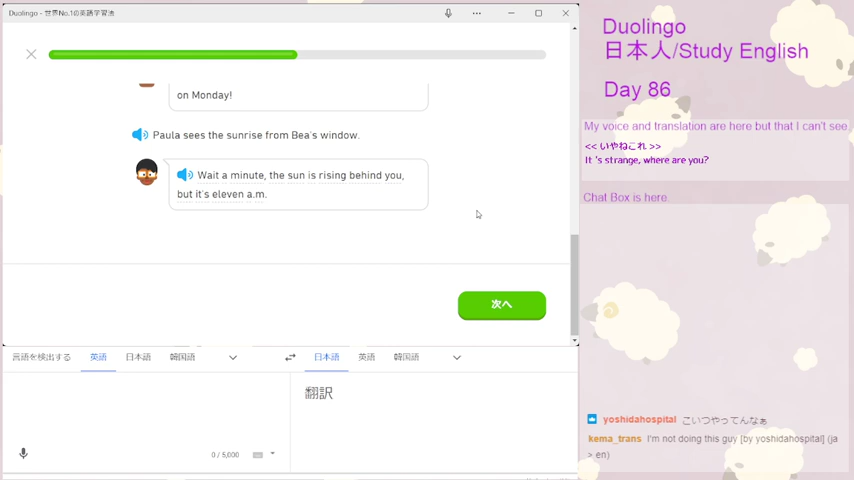 Duolingo - 世界No.1の英語学習法
on Monday!
Paula sees the sunrise from Bea's window.
Wait a minute, the sun is rising behind you,
but it's eleven a.m.
次へ
言語を検出する 英語 日本語 韓国語 日本語 英語 韓国語
翻訳
0 / 5,000
Duolingo
日本人/Study English
Day 86
My voice and translation are here but that I can't see
<< いやねこれ >>
It 's strange, where are you?
Chat Box is here.
yoshidahospital こいつやってんなぁ
kema_trans I'm not doing this guy [by yoshidahospital] (ja
> en)